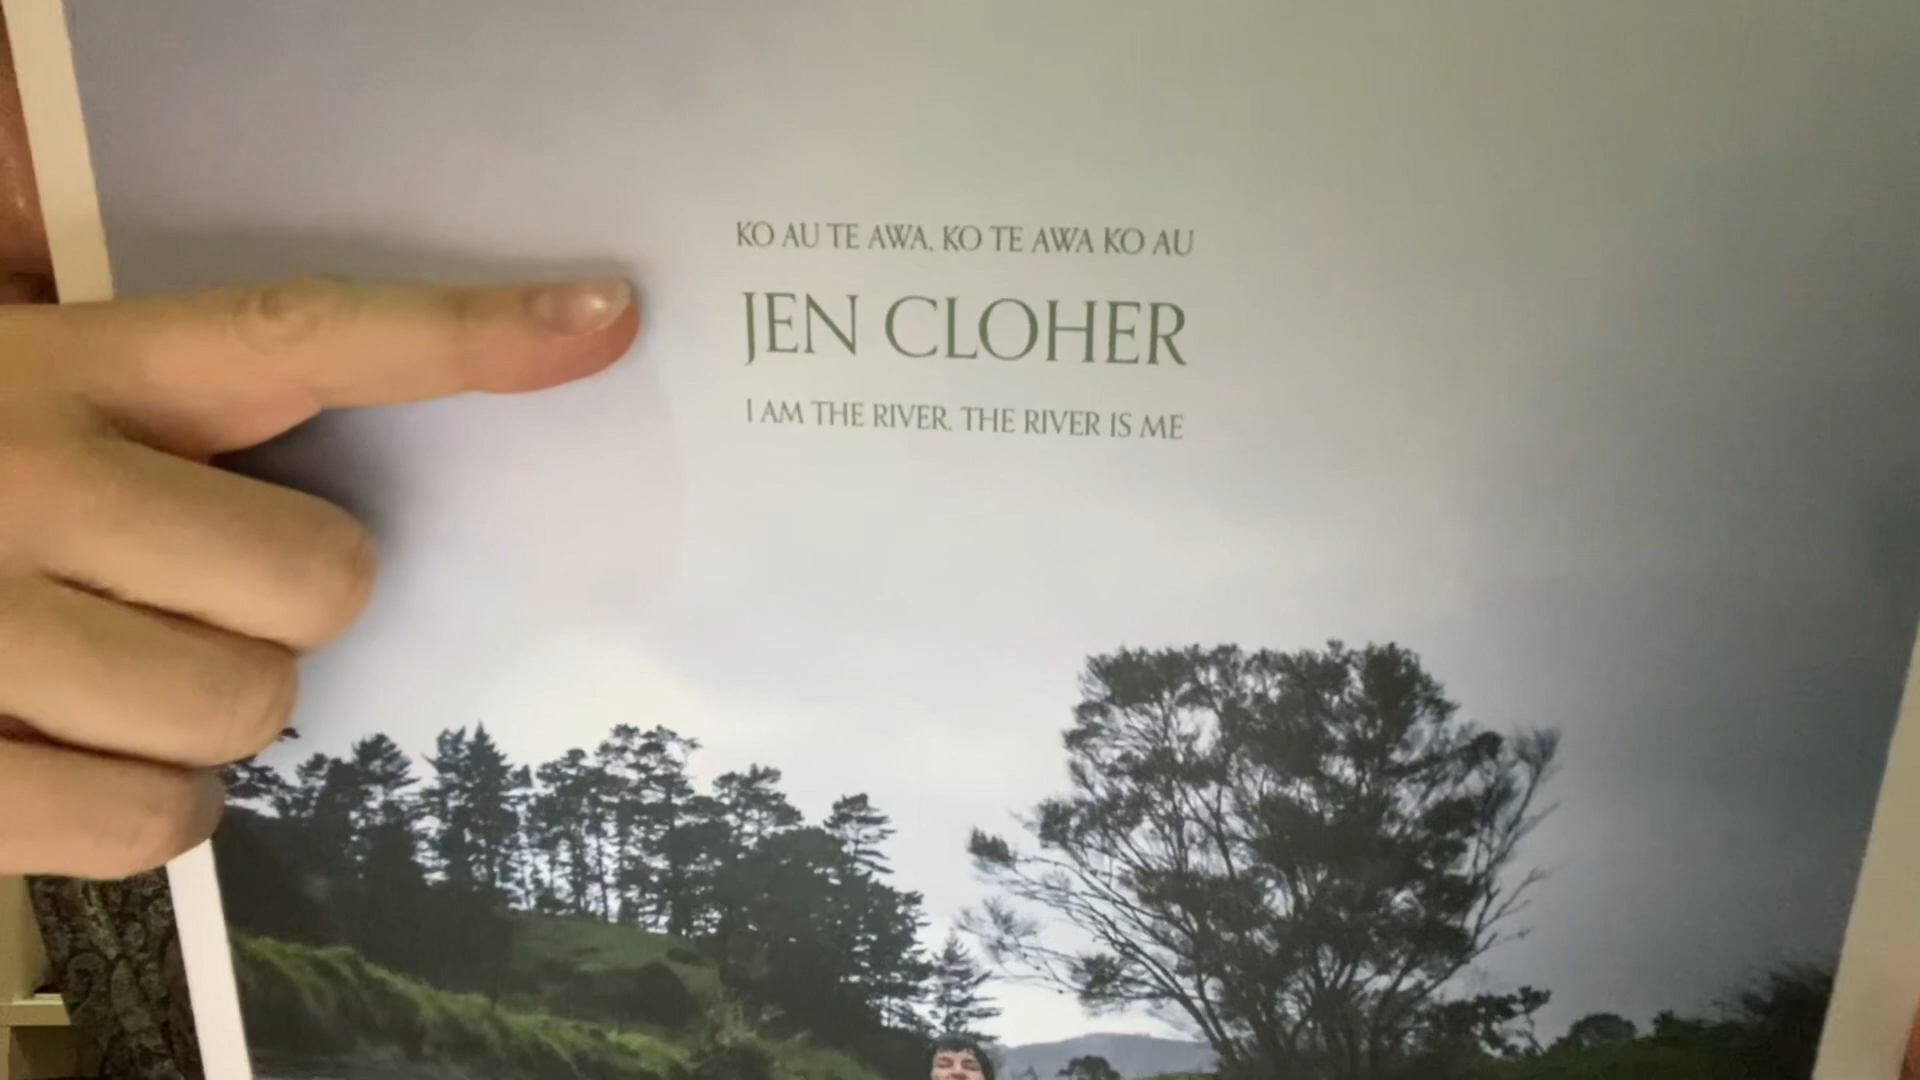 KO AU TE AWA, KO TE AWA KO AU
JEN CLOHER
I AM THE RIVER, THE RIVER IS ME